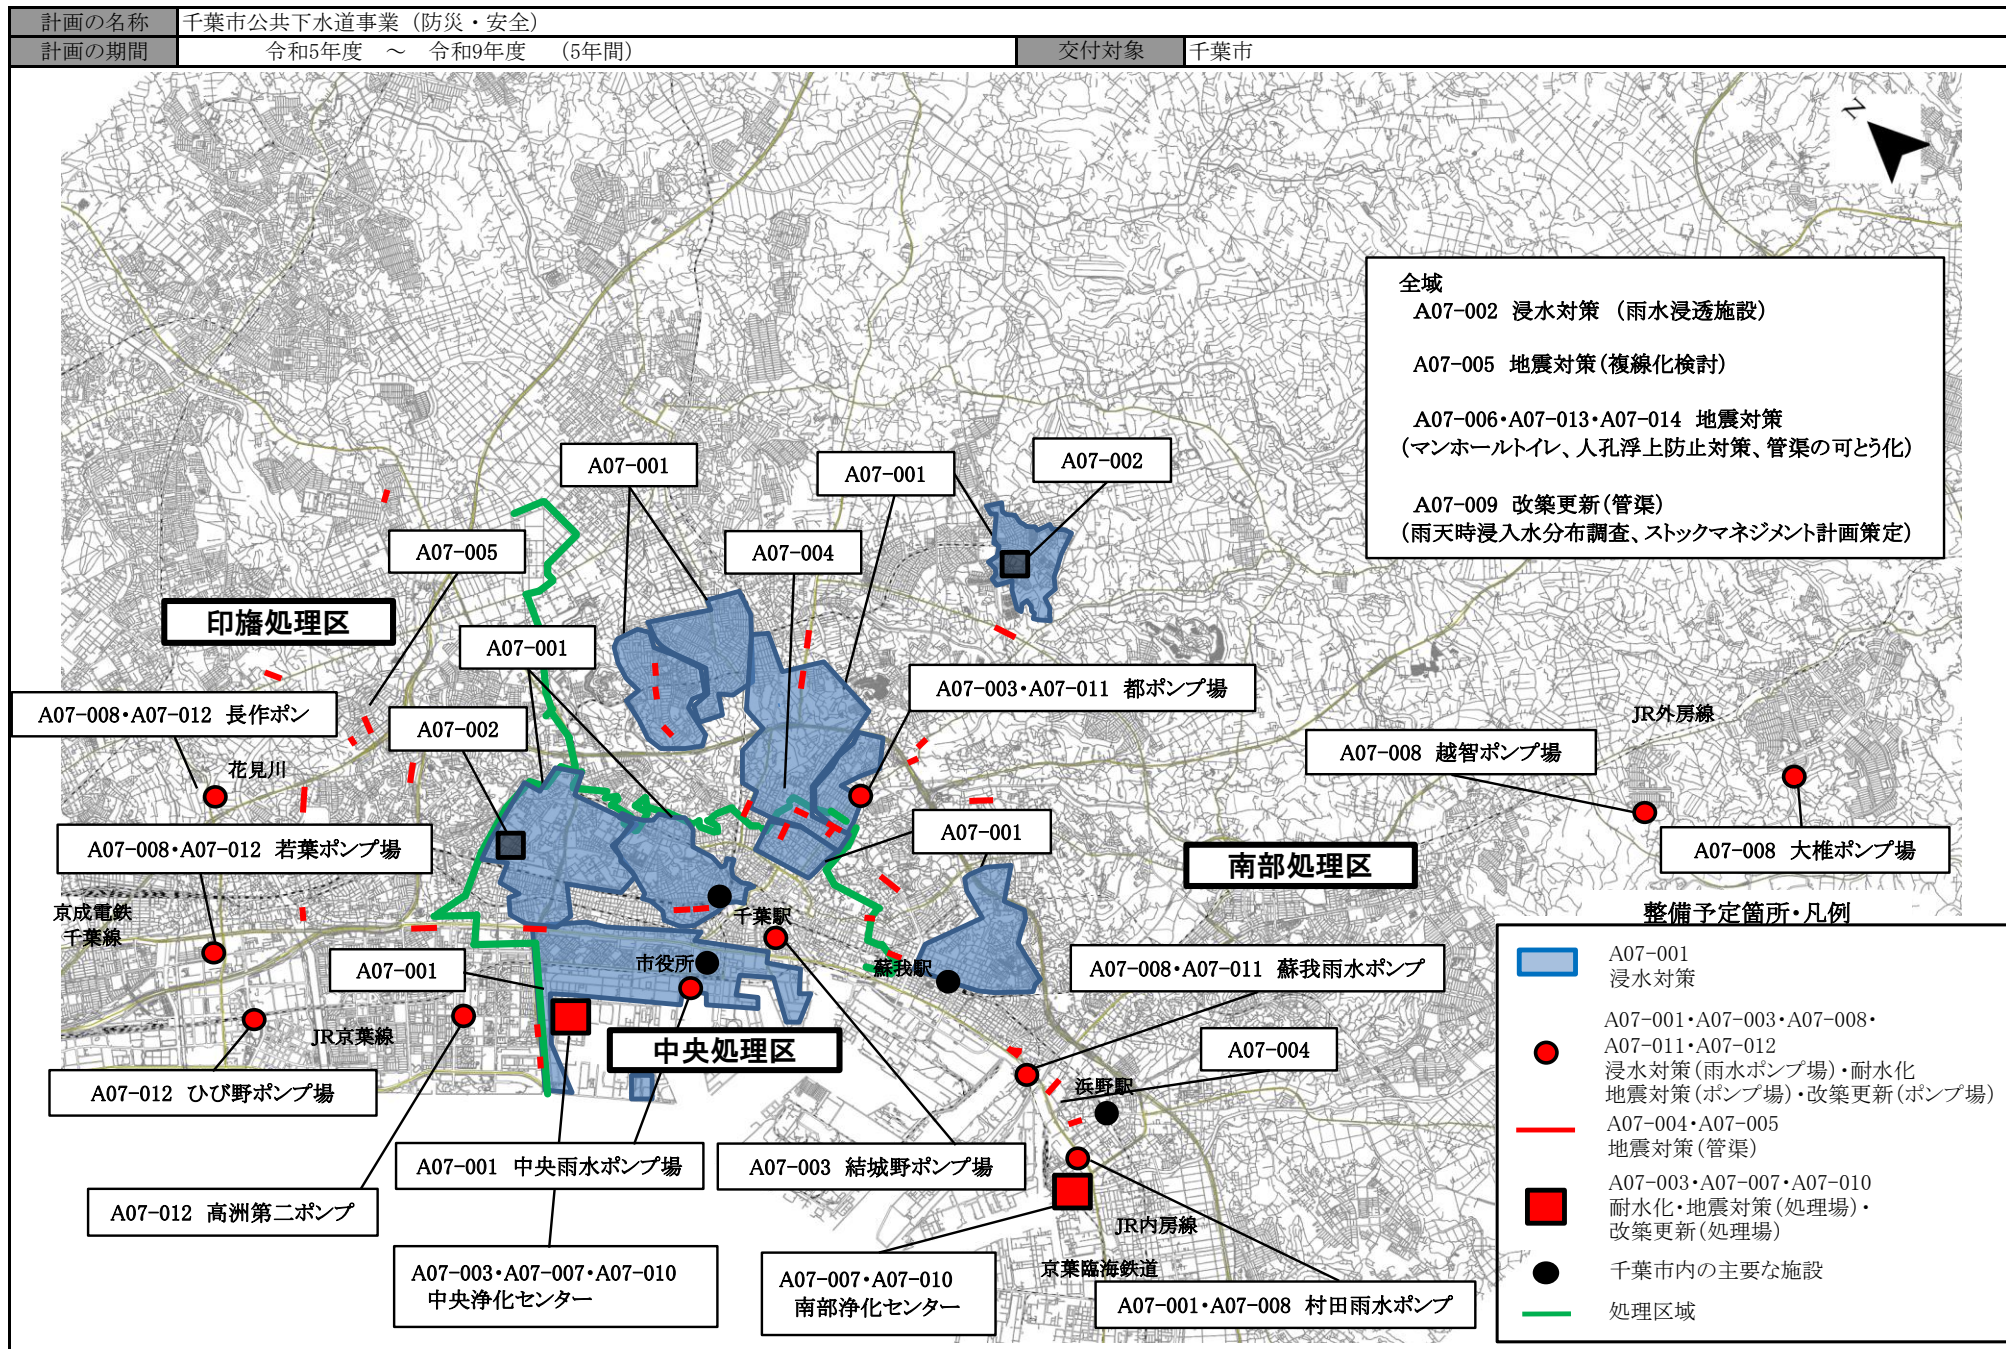 計画の名称
千葉市公共下水道事業（防災・安全）
計画の期間
令和5年度　～　令和9年度　（5年間）
交付対象
千葉市
N
全域
A07-002 浸水対策 （雨水浸透施設）
A07-005 地震対策（複線化検討）
A07-006・A07-013・A07-014 地震対策
（マンホールトイレ、人孔浮上防止対策、管渠の可とう化）
A07-009 改築更新（管渠）
（雨天時浸入水分布調査、ストックマネジメント計画策定）
A07-001
A07-001
A07-002
A07-005
A07-004
印旛処理区
A07-001
A07-003・A07-011 都ポンプ場
A07-008・A07-012 長作ポン
A07-002
花見川
JR外房線
A07-008 越智ポンプ場
A07-008・A07-012 若葉ポンプ場
A07-001
南部処理区
A07-008 大椎ポンプ場
京成電鉄
千葉線
千葉駅
A07-001
市役所
蘇我駅
A07-008・A07-011 蘇我雨水ポンプ
JR京葉線
中央処理区
A07-004
A07-012 ひび野ポンプ場
浜野駅
A07-001 中央雨水ポンプ場
A07-003 結城野ポンプ場
A07-012 高洲第二ポンプ
JR内房線
京葉臨海鉄道
A07-003・A07-007・A07-010
中央浄化センター
A07-007・A07-010
南部浄化センター
A07-001・A07-008 村田雨水ポンプ
整備予定箇所・凡例
A07-001
浸水対策
A07-001・A07-003・A07-008・
A07-011・A07-012
浸水対策（雨水ポンプ場）・耐水化
地震対策（ポンプ場）・改築更新（ポンプ場）
A07-004・A07-005
地震対策（管渠）
A07-003・A07-007・A07-010
耐水化・地震対策（処理場）・
改築更新（処理場）
千葉市内の主要な施設
処理区域